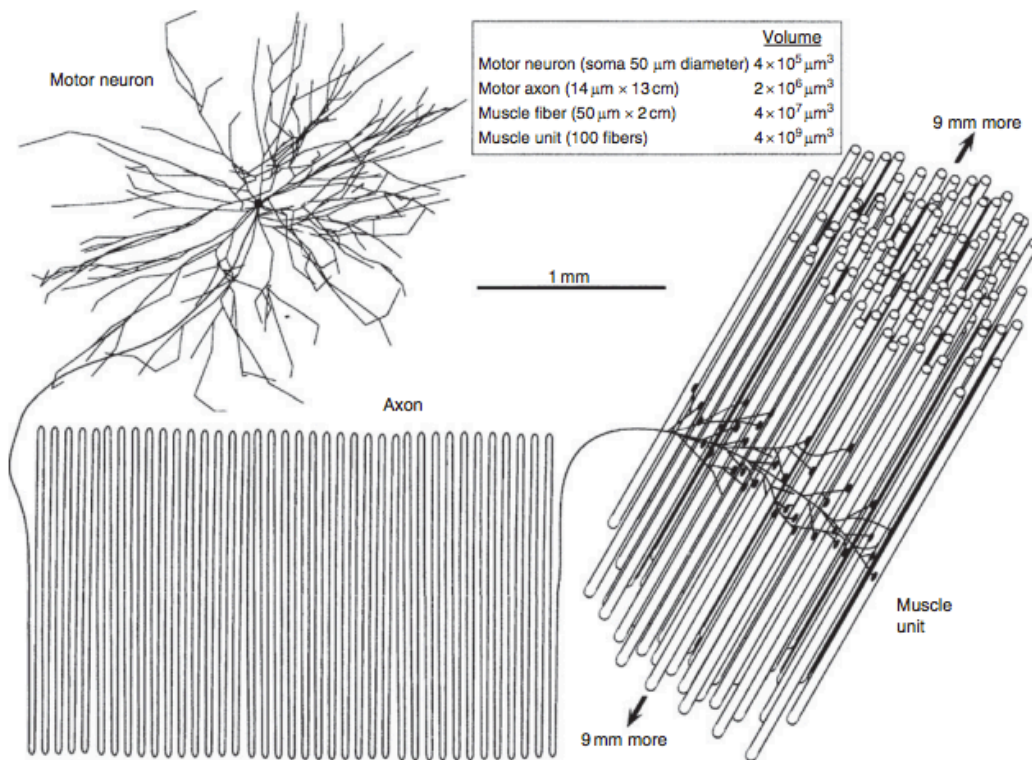 Motor neuron
Volume
Motor neuron (soma 50 μm diameter) 4×10⁵ μm³
Motor axon (14 μm × 13 cm) 2×10⁶ μm³
Muscle fiber (50 μm × 2 cm) 4×10⁷ μm³
Muscle unit (100 fibers) 4×10⁹ μm³
9 mm more
1 mm
Axon
Muscle
unit
9 mm more